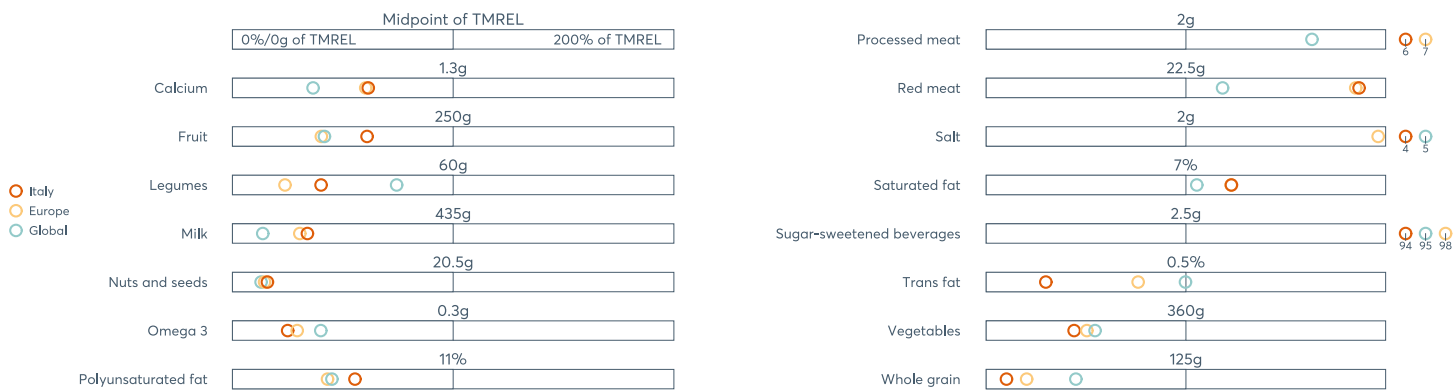 Midpoint of TMREL
0%/0g of TMREL
200% of TMREL
1.3g
Calcium
250g
Fruit
60g
Legumes
435g
Milk
20.5g
Nuts and seeds
0.3g
Omega 3
11%
Polyunsaturated fat
Italy
Europe
Global
2g
Processed meat
6 7
22.5g
Red meat
2g
Salt
4 5
7%
Saturated fat
2.5g
Sugar-sweetened beverages
94 95 98
0.5%
Trans fat
360g
Vegetables
125g
Whole grain